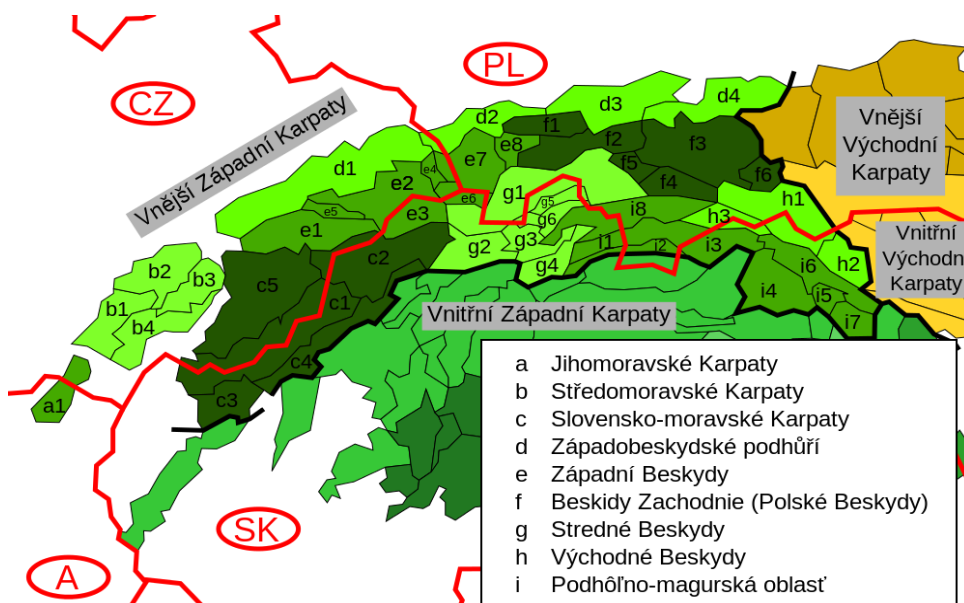 PL
CZ
d4
d3
d2
f1
f2
f3
Vnější
Východní
Karpaty
Vnější Západní Karpaty
e8
e7
d1
e4
f5
f4
f6
e2
e6
g1
g5
h1
e5
e3
g6
i8
h3
e1
g2
g3
i1
i2
i3
Vnitřní
Východn
Karpaty
b2
b3
c2
g4
i6
h2
c5
b1
b4
c1
Vnitřní Západní Karpaty
i4
i5
i7
c4
c3
a1
a Jihomoravské Karpaty
b Středomoravské Karpaty
c Slovensko-moravské Karpaty
d Západobeskydské podhůří
e Západní Beskydy
f Beskidy Zachodnie (Polské Beskydy)
g Stredné Beskydy
h Východné Beskydy
i Podhôľno-magurská oblasť
SK
A